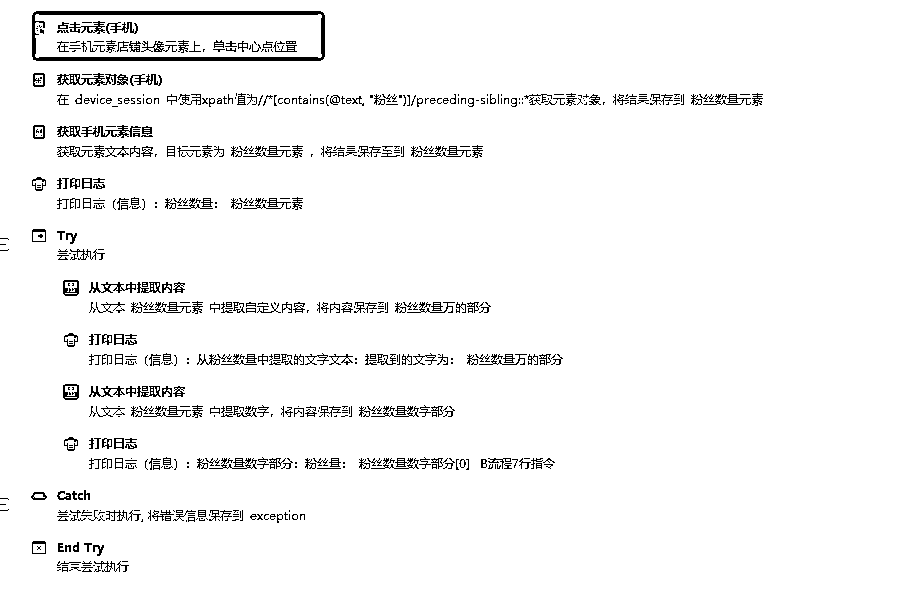 点击元素(手机)
在手机元素店铺头像元素上，单击中心点位置
获取元素对象(手机)
在 device_session 中使用xpath值为//*[contains(@text, "粉丝")]/preceding-sibling::*获取元素对象，将结果保存到 粉丝数量元素
获取手机元素信息
获取元素文本内容，目标元素为 粉丝数量元素 ，将结果保存至到 粉丝数量元素
打印日志
打印日志（信息）：粉丝数量： 粉丝数量元素
Try
尝试执行
从文本中提取内容
从文本 粉丝数量元素 中提取自定义内容，将内容保存到 粉丝数量万的部分
打印日志
打印日志（信息）：从粉丝数量中提取的文字文本：提取到的文字为： 粉丝数量万的部分
从文本中提取内容
从文本 粉丝数量元素 中提取数字，将内容保存到 粉丝数量数字部分
打印日志
打印日志（信息）：粉丝数量数字部分：粉丝量： 粉丝数量数字部分[0] B流程7行指令
Catch
尝试失败时执行, 将错误信息保存到 exception
End Try
结束尝试执行